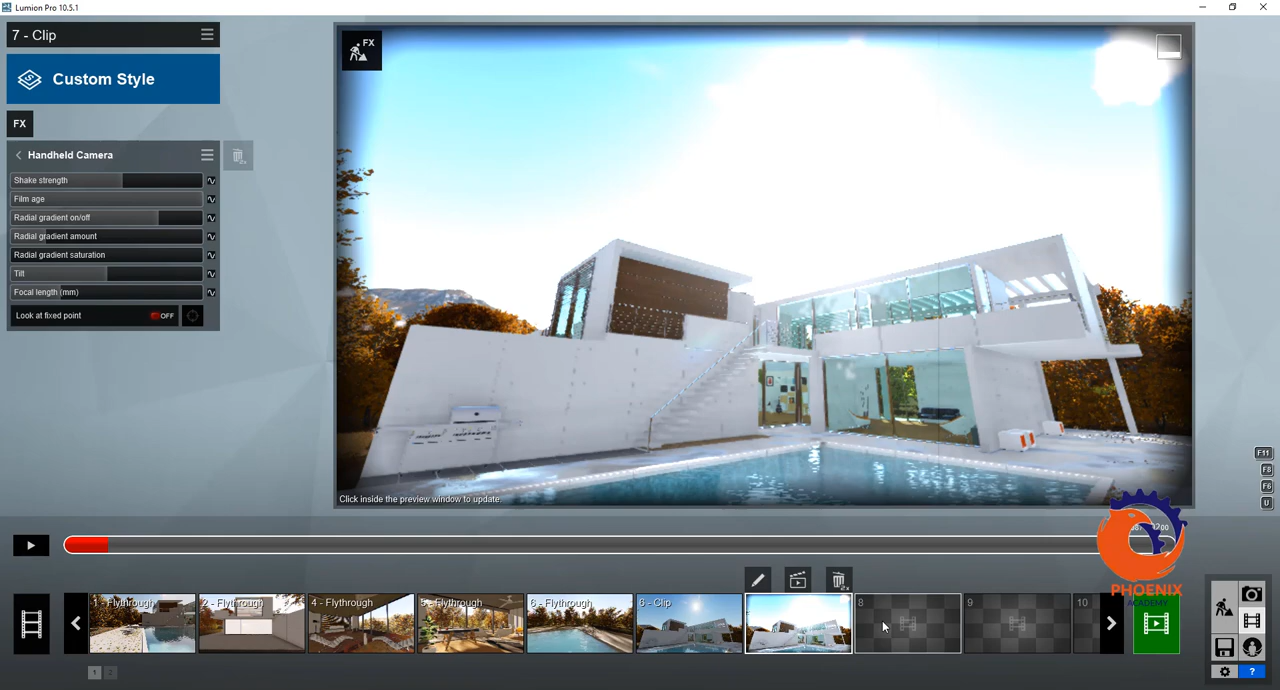 Lumion Pro 10.5.1
7 - Clip
FX
Custom Style
FX
Handheld Camera
Shake strength
Film age
Radial gradient on/off
Radial gradient amount
Radial gradient saturation
Tilt
Focal length (mm)
Look at fixed point
OFF
Click inside the preview window to update.
F11
F8
F6
U
PHOENIX
ACADEMY
1 - Flythrough
2 - Flythrough
4 - Flythrough
5 - Flythrough
6 - Flythrough
6 - Clip
8
9
10
1
2
?